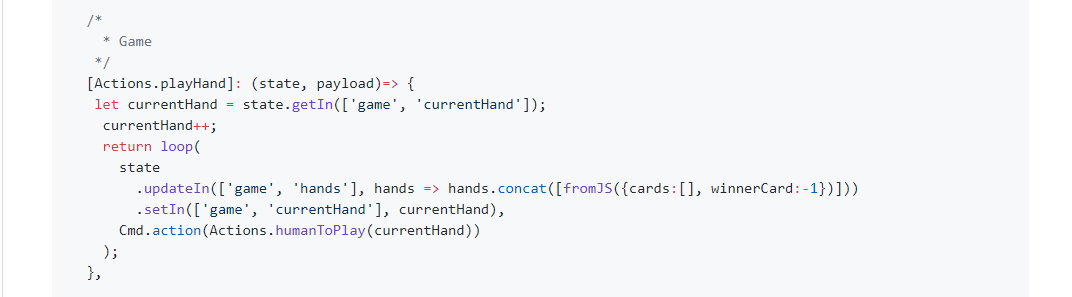 /*
  * Game
 */
[Actions.playHand]: (state, payload)=> {
 let currentHand = state.getIn(['game', 'currentHand']);
  currentHand++;
  return loop(
    state
      .updateIn(['game', 'hands'], hands => hands.concat([fromJS({cards:[], winnerCard:-1})]))
      .setIn(['game', 'currentHand'], currentHand),
    Cmd.action(Actions.humanToPlay(currentHand))
  );
},